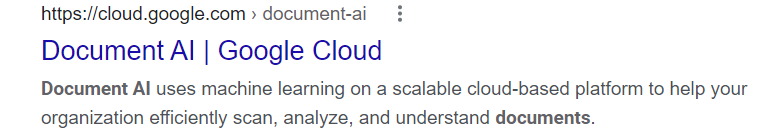 https://cloud.google.com › document-ai
Document AI | Google Cloud
Document AI uses machine learning on a scalable cloud-based platform to help your
organization efficiently scan, analyze, and understand documents.